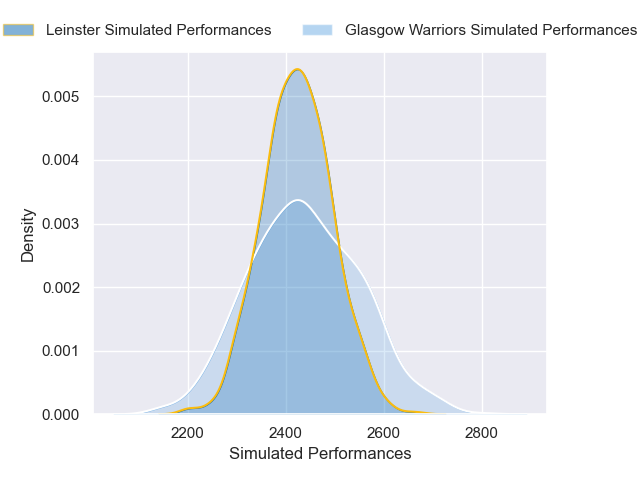 Leinster Simulated Performances
Glasgow Warriors Simulated Performances
0.005
0.004
0.003
0.002
0.001
0.000
Density
2200
2400
2600
2800
Simulated Performances